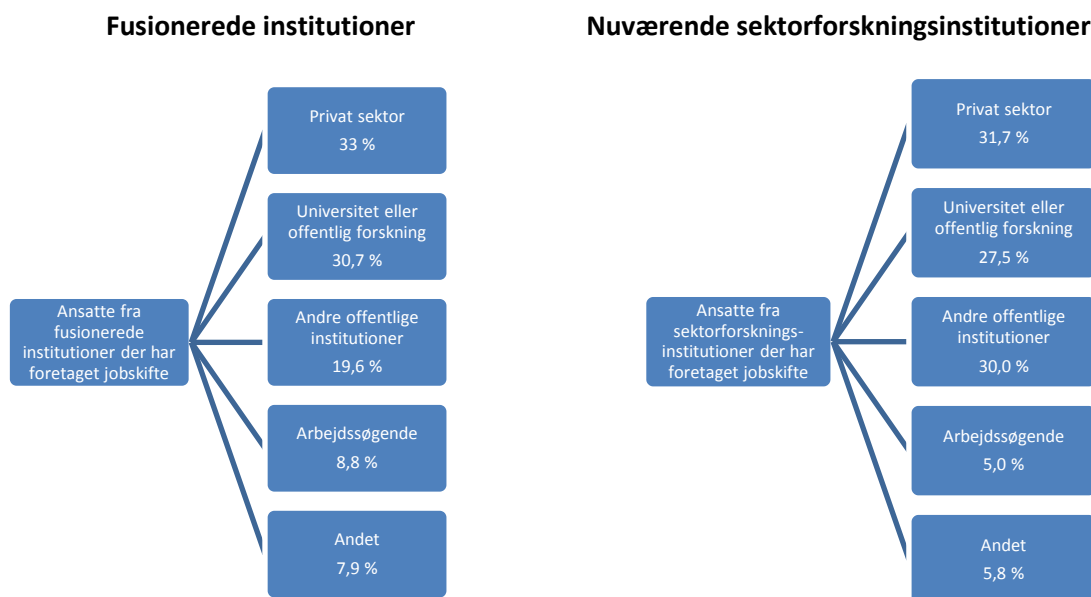 Fusionerede institutioner
Privat sektor
33 %
Universitet eller
offentlig forskning
30,7 %
Ansatte fra
fusionerede
institutioner der har
foretaget jobskifte
Andre offentlige
institutioner
19,6 %
Arbejdssøgende
8,8 %
Andet
7,9 %
Nuværende sektorforskningsinstitutioner
Privat sektor
31,7 %
Universitet eller
offentlig forskning
27,5 %
Ansatte fra
sektorforsknings-
institutioner der har
foretaget jobskifte
Andre offentlige
institutioner
30,0 %
Arbejdssøgende
5,0 %
Andet
5,8 %